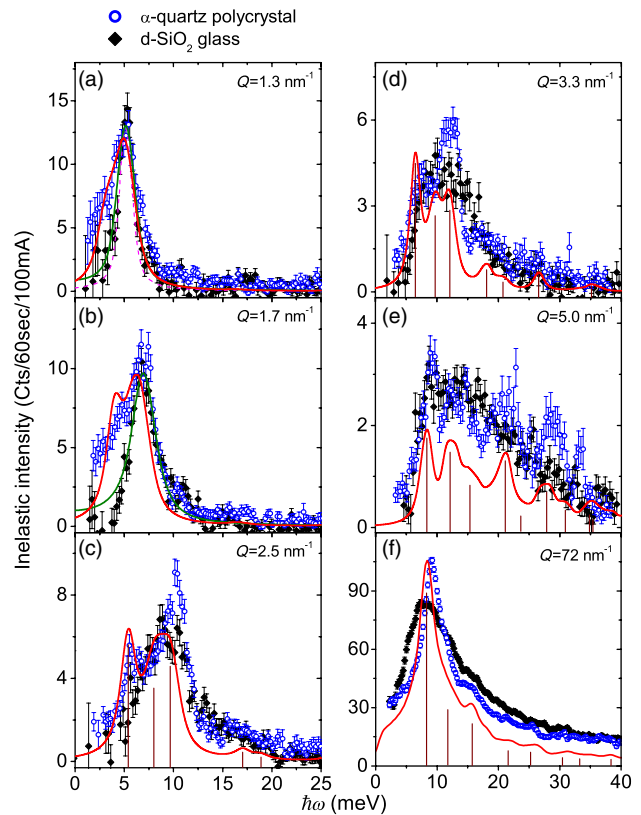 α-quartz polycrystal
d-SiO₂ glass
(a) Q=1.3 nm⁻¹
15
10
5
0
(b) Q=1.7 nm⁻¹
10
5
0
(c) Q=2.5 nm⁻¹
8
4
0
0 5 10 15 20 25
(d) Q=3.3 nm⁻¹
6
3
0
(e) Q=5.0 nm⁻¹
4
2
0
(f) Q=72 nm⁻¹
90
60
30
0
0 10 20 30 40
Inelastic intensity (Cts/60sec/100mA)
ℏω (meV)